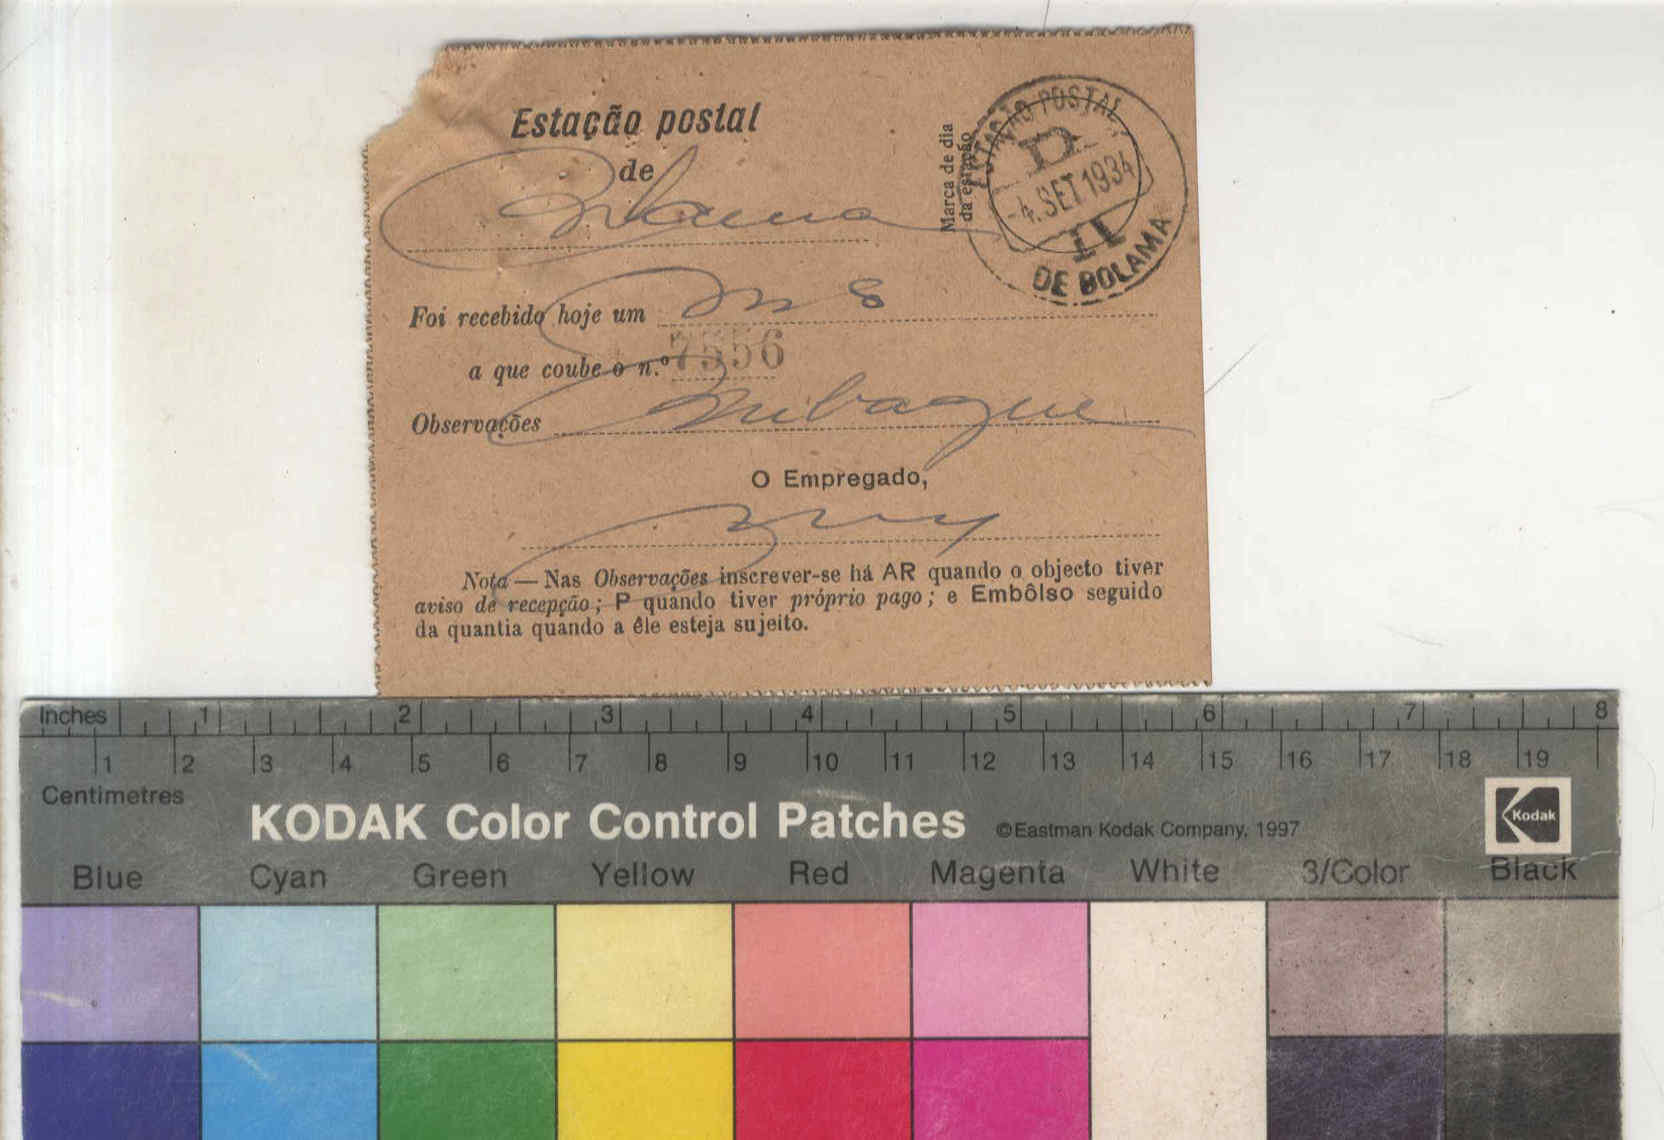 Estação postal
de
Bolama
Marca de dia
da estação
ESTAÇÃO POSTAL
D.
-4.SET.1934
II
DE BOLAMA
Foi recebido hoje um
a que coube o n.º 7556
Observações
O Empregado,
Nota — Nas Observações inscrever-se há AR quando o objecto tiver
aviso de recepção; P quando tiver próprio pago; e Embôlso seguido
da quantia quando a êle esteja sujeito.
Inches 1 2 3 4 5 6 7 8
1 2 3 4 5 6 7 8 9 10 11 12 13 14 15 16 17 18 19
Centimetres
KODAK Color Control Patches ©Eastman Kodak Company, 1997 Kodak
Blue Cyan Green Yellow Red Magenta White 3/Color Black